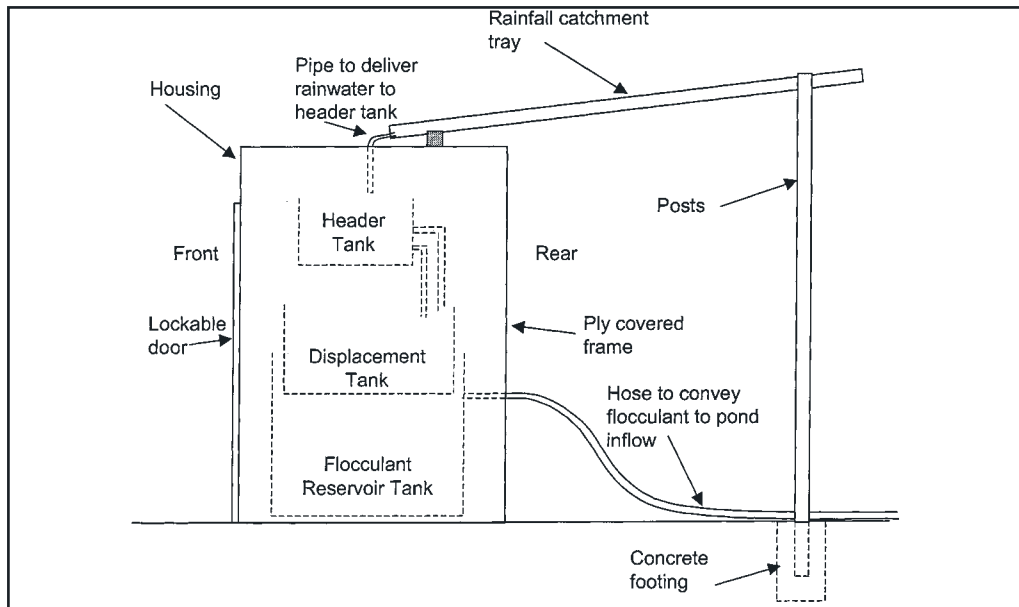 Rainfall catchment
tray
Pipe to deliver
rainwater to
header tank
Housing
Header
Tank
Posts
Front
Rear
Lockable
door
Ply covered
frame
Displacement
Tank
Hose to convey
flocculant to pond
inflow
Flocculant
Reservoir Tank
Concrete
footing